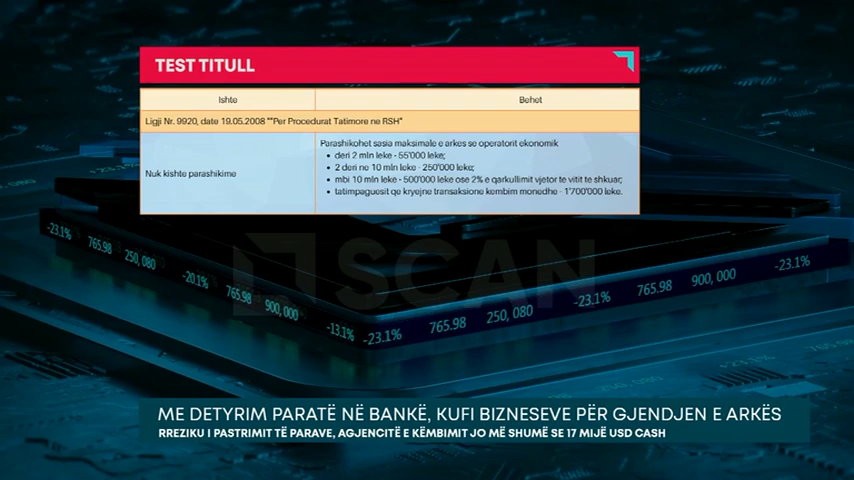 TEST TITULL
Ishte
Behet
Ligji Nr. 9920, date 19.05.2008 ""Per Procedurat Tatimore ne RSH"
Nuk kishte parashikime
Parashikohet sasia maksimale e arkes se operatorit ekonomik
• deri 2 mln leke - 55'000 leke;
• 2 deri ne 10 mln leke - 250'000 leke;
• mbi 10 mln leke - 500'000 leke ose 2% e qarkullimit vjetor te vitit te shkuar;
• tatimpaguesit qe kryejne transaksione kembim monedhe - 1'700'000 leke.
SCAN
-23.1% 765.98 250, 080 -20.1% 765.98 900, 000 -13.1% -23.1% 765.98 250, 080 -23.1% 765.98 900, 000 -23.1%
ME DETYRIM PARATË NË BANKË, KUFI BIZNESEVE PËR GJENDJEN E ARKËS
RREZIKU I PASTRIMIT TË PARAVE, AGJENCITË E KËMBIMIT JO MË SHUMË SE 17 MIJË USD CASH